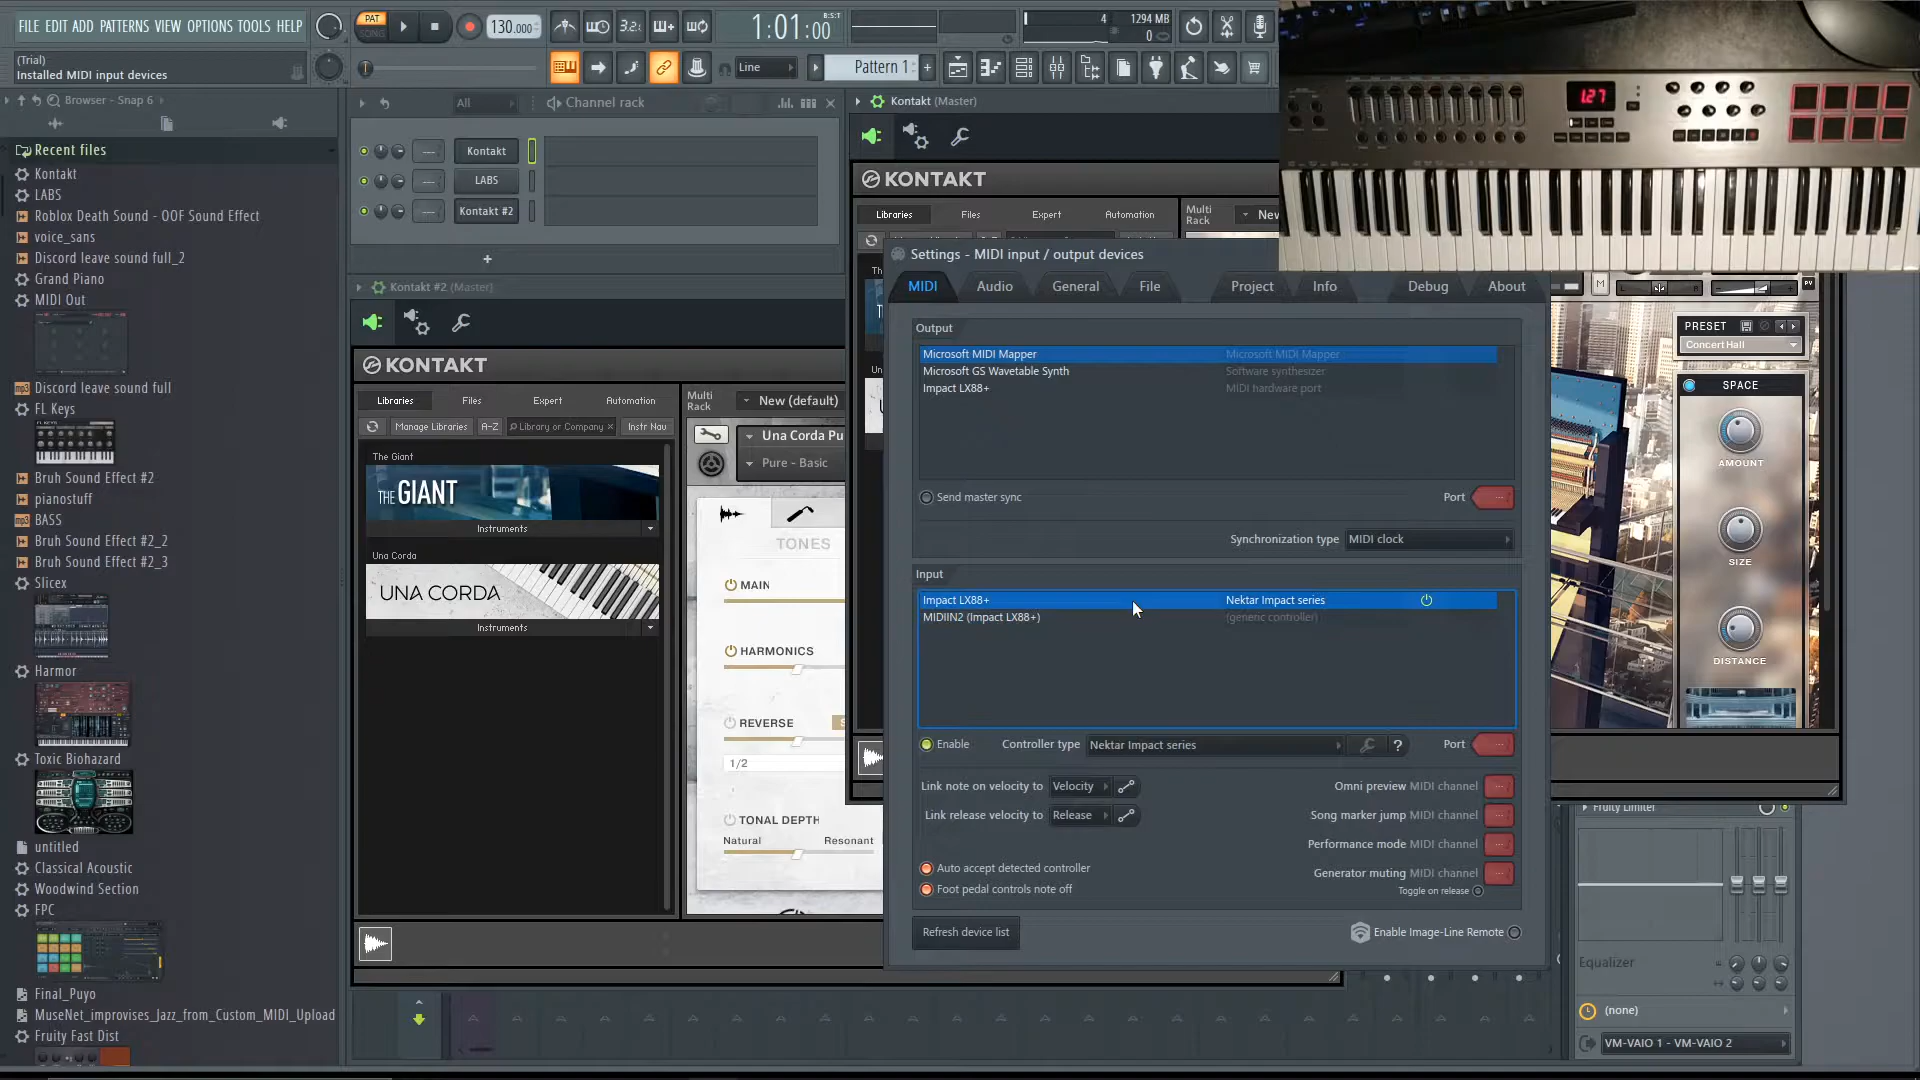 FILE EDIT ADD PATTERNS VIEW OPTIONS TOOLS HELP
PAT
SONG
130.000
3.2.
1:01:00
B:S:T
4
1294 MB
0
(Trial)
Installed MIDI input devices
Line
Pattern 1
Browser - Snap 6
All
Channel rack
Kontakt (Master)
127
Recent files
Kontakt
LABS
Roblox Death Sound - OOF Sound Effect
voice_sans
Discord leave sound full_2
Grand Piano
MIDI Out
Discord leave sound full
FL Keys
Bruh Sound Effect #2
pianostuff
BASS
Bruh Sound Effect #2_2
Bruh Sound Effect #2_3
Slicex
Harmor
Toxic Biohazard
untitled
Classical Acoustic
Woodwind Section
FPC
Final_Puyo
MuseNet_improvises_Jazz_from_Custom_MIDI_Upload
Fruity Fast Dist
Kontakt
LABS
Kontakt #2
Kontakt #2 (Master)
KONTAKT
Libraries
Files
Expert
Automation
Multi
Rack
New (default)
Manage Libraries
A-Z
Library or Company
Instr Nav
The Giant
THE GIANT
Instruments
Una Corda
UNA CORDA
Instruments
Una Corda Pu
Pure - Basic
TONES
MAIN
HARMONICS
REVERSE
S
1/2
TONAL DEPTH
Natural
Resonant
KONTAKT
Libraries
Files
Expert
Automation
Multi
Rack
New
Th
Settings - MIDI input / output devices
MIDI
Audio
General
File
Project
Info
Debug
About
Output
Microsoft MIDI Mapper
Microsoft MIDI Mapper
Microsoft GS Wavetable Synth
Software synthesizer
Impact LX88+
MIDI hardware port
Send master sync
Port
Synchronization type
MIDI clock
Input
Impact LX88+
Nektar Impact series
MIDIIN2 (Impact LX88+)
(generic controller)
Enable
Controller type
Nektar Impact series
?
Port
Link note on velocity to
Velocity
Omni preview MIDI channel
Link release velocity to
Release
Song marker jump MIDI channel
Performance mode MIDI channel
Auto accept detected controller
Generator muting MIDI channel
Foot pedal controls note off
Toggle on release
Refresh device list
Enable Image-Line Remote
M
PV
PRESET
Concert Hall
SPACE
AMOUNT
SIZE
DISTANCE
Fruity Limiter
Equalizer
(none)
VM-VAIO 1 - VM-VAIO 2